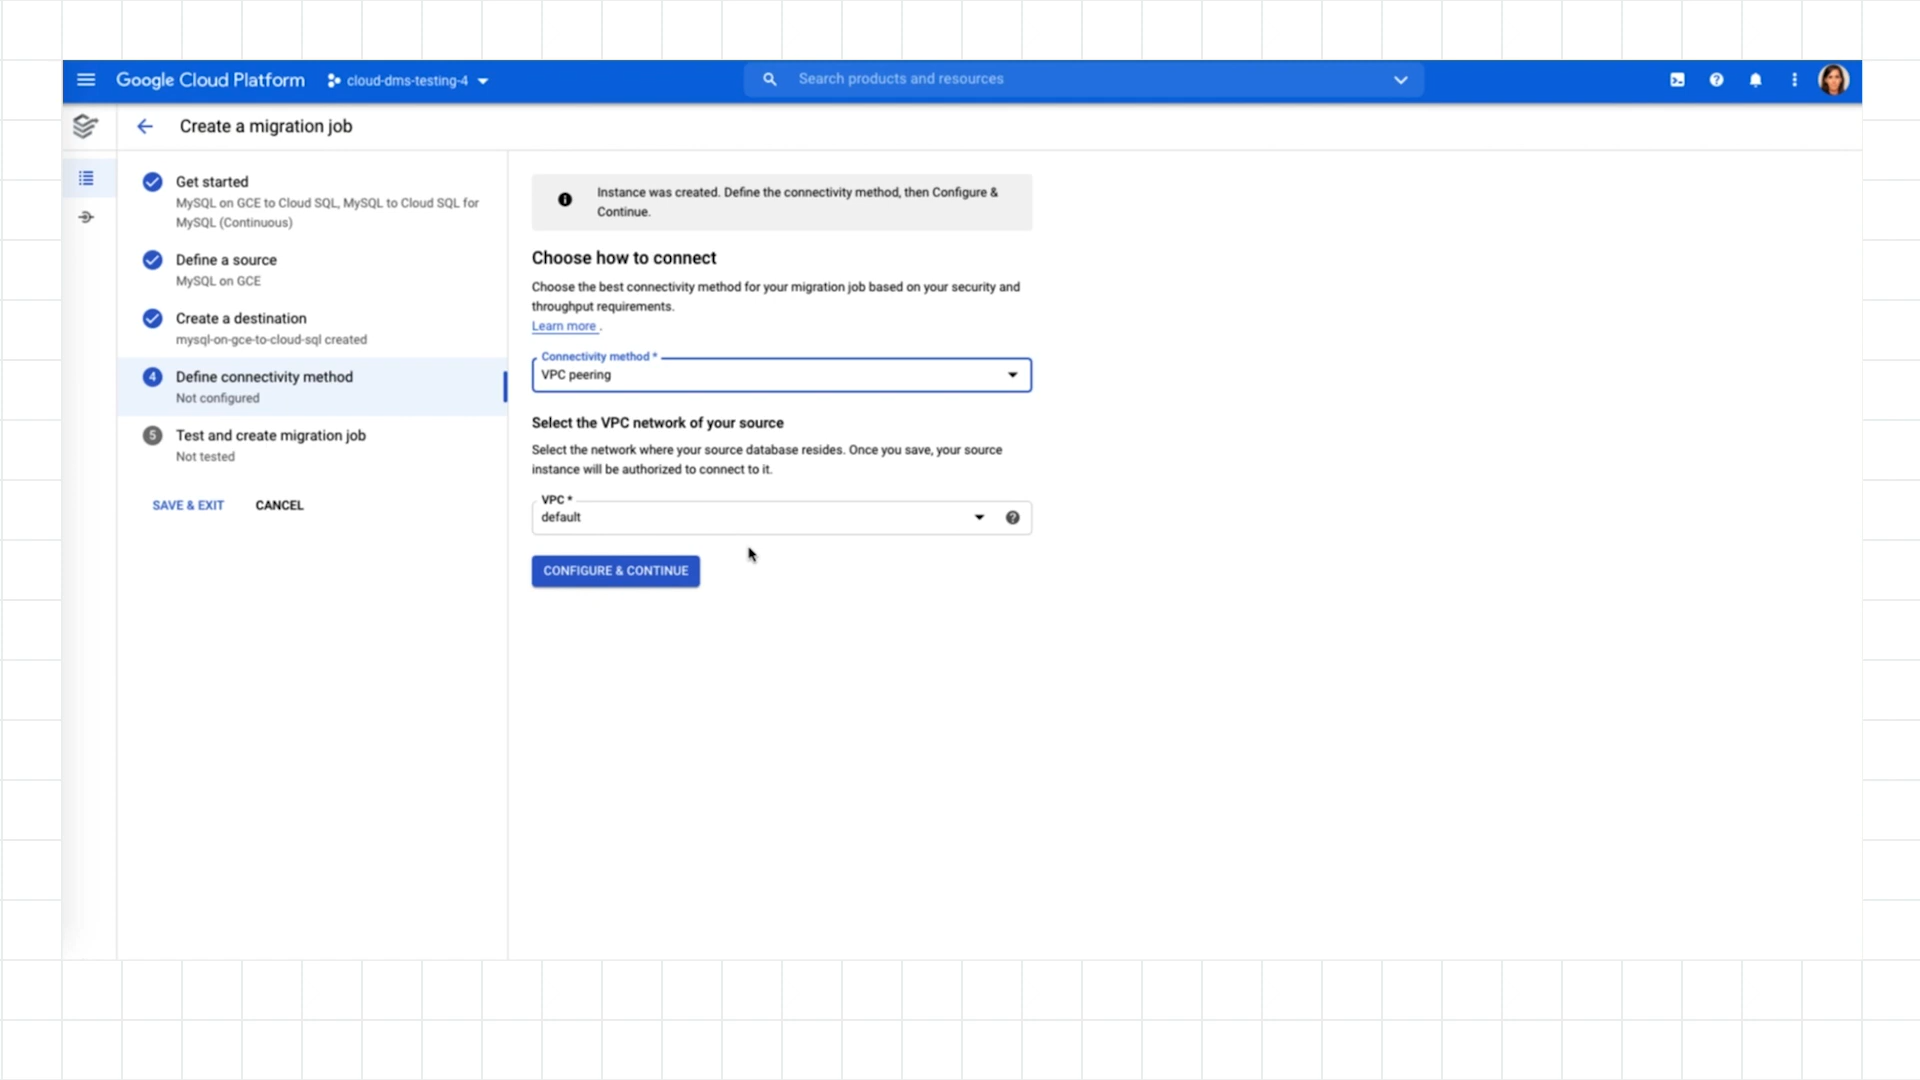 Google Cloud Platform
cloud-dms-testing-4
Search products and resources
Create a migration job
Get started
MySQL on GCE to Cloud SQL, MySQL to Cloud SQL for
MySQL (Continuous)
Define a source
MySQL on GCE
Create a destination
mysql-on-gce-to-cloud-sql created
4
Define connectivity method
Not configured
5
Test and create migration job
Not tested
SAVE & EXIT
CANCEL
Instance was created. Define the connectivity method, then Configure &
Continue.
Choose how to connect
Choose the best connectivity method for your migration job based on your security and
throughput requirements.
Learn more .
Connectivity method *
VPC peering
Select the VPC network of your source
Select the network where your source database resides. Once you save, your source
instance will be authorized to connect to it.
VPC *
default
CONFIGURE & CONTINUE